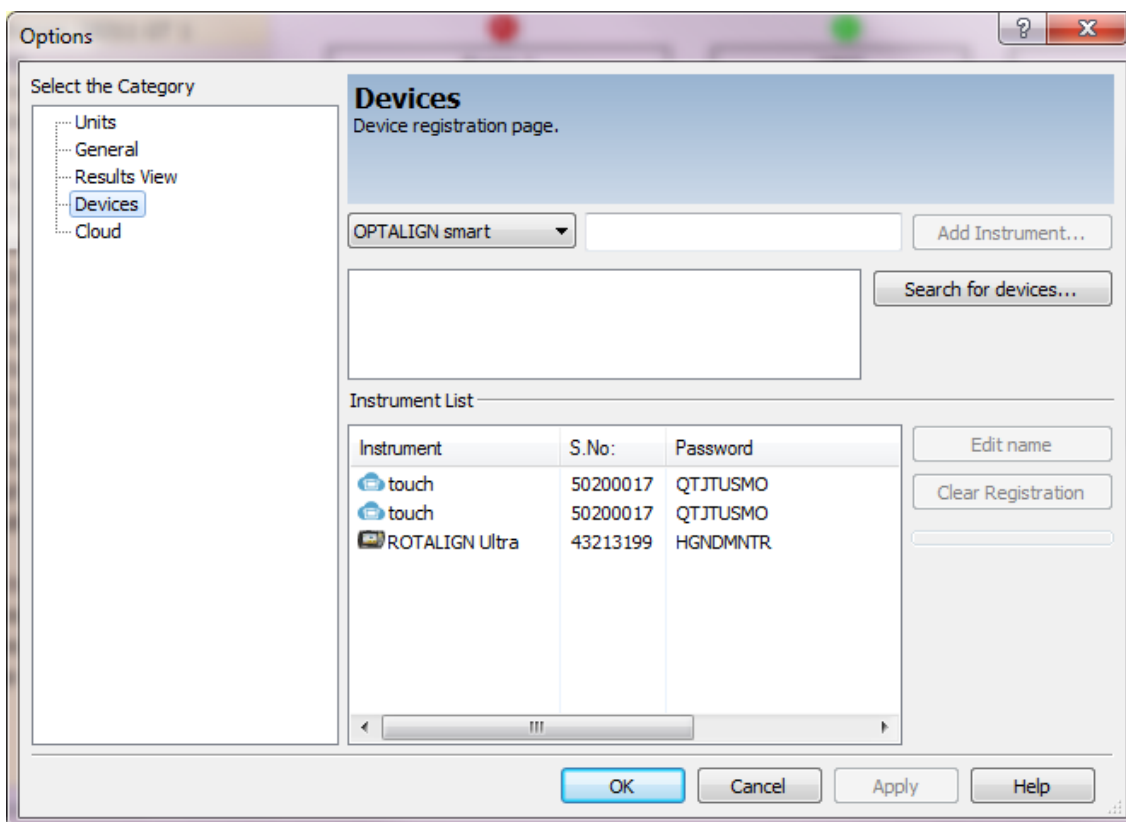 Options
Select the Category
Units
General
Results View
Devices
Cloud
Devices
Device registration page.
OPTALIGN smart
Add Instrument...
Search for devices...
Instrument List
Instrument S.No: Password
touch 50200017 QTJTUSMO
touch 50200017 QTJTUSMO
ROTALIGN Ultra 43213199 HGNDMNTR
Edit name
Clear Registration
OK Cancel Apply Help